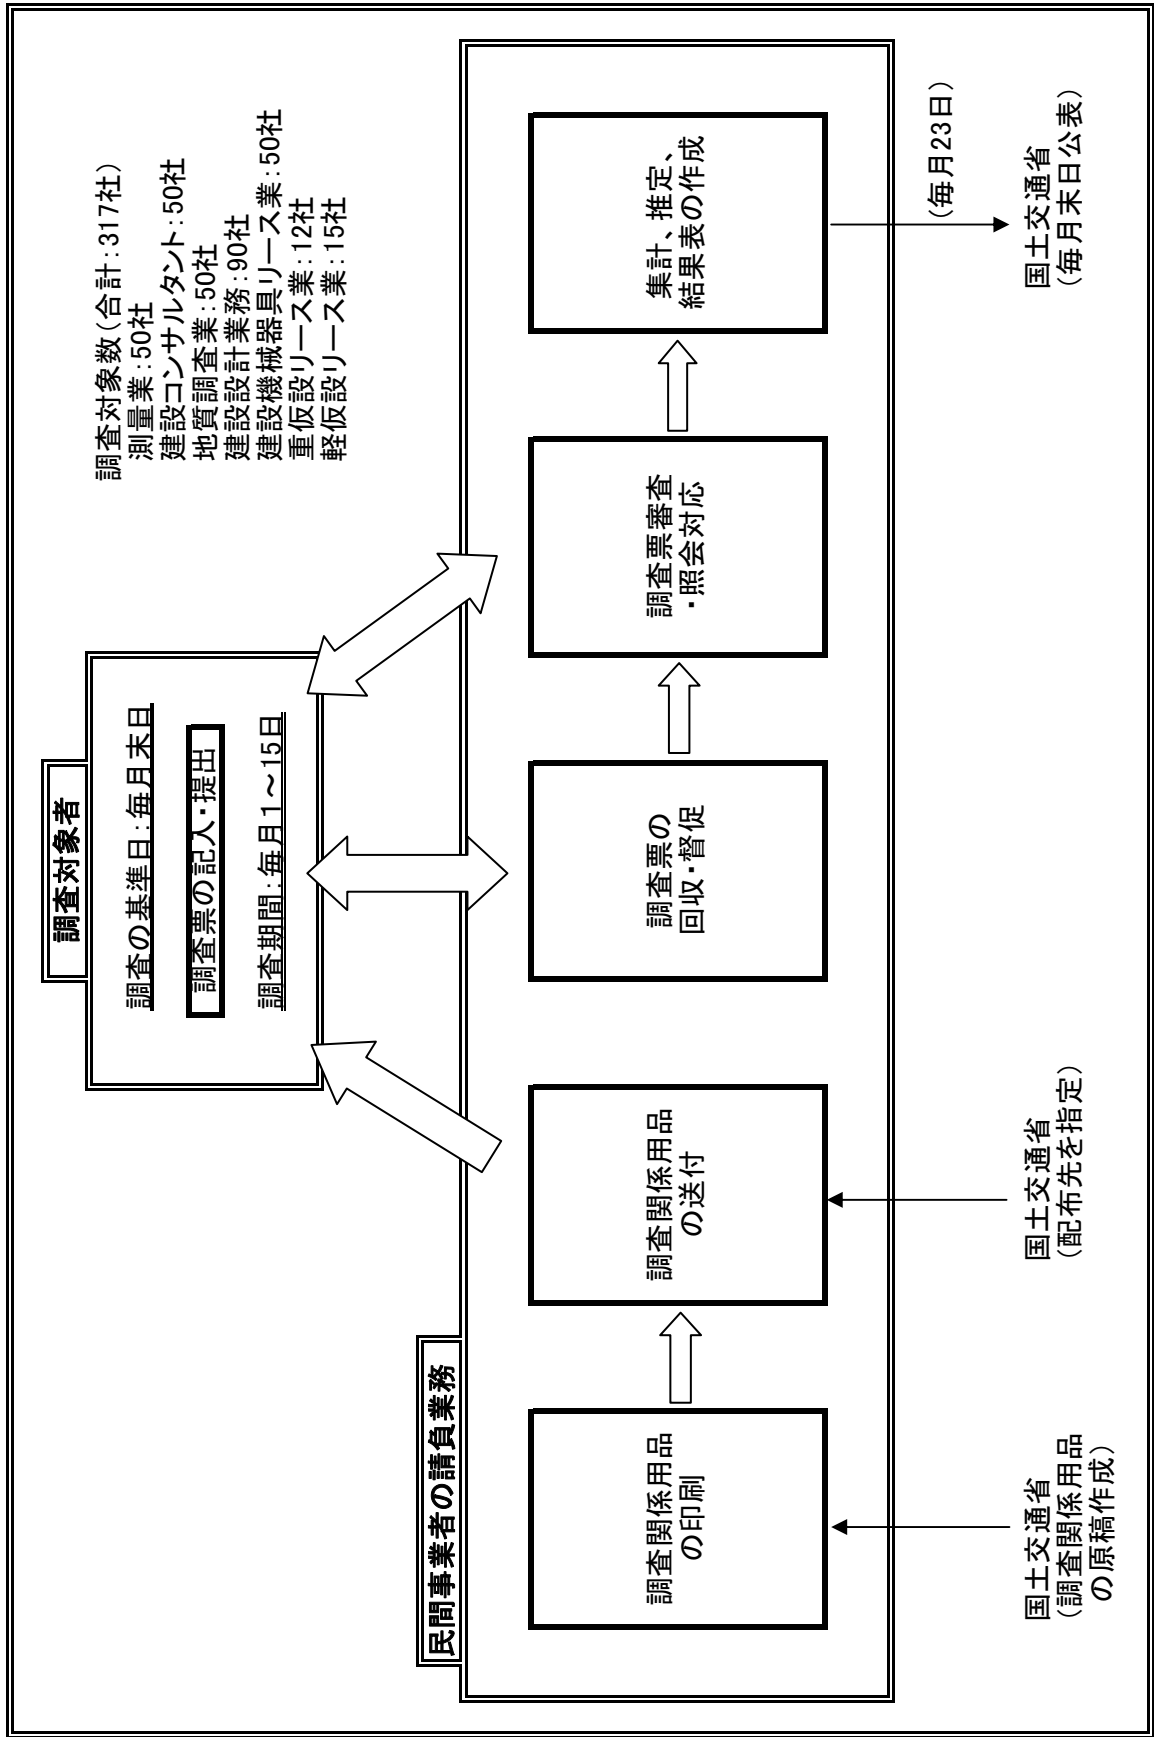 調査対象者
調査の基準日：毎月末日
調査票の記入・提出
調査期間：毎月１～15日
調査対象数（合計：317社）
測量業：50社
建設コンサルタント：50社
地質調査業：50社
建設設計業務：90社
建設機械器具リース業：50社
重仮設リース業：12社
軽仮設リース業：15社
民間事業者の請負業務
調査関係用品
の印刷
調査関係用品
の送付
調査票の
回収・督促
調査票審査
・照会対応
集計、推定、
結果表の作成
国土交通省
（調査関係用品
の原稿作成）
国土交通省
（配布先を指定）
（毎月23日）
国土交通省
（毎月末日公表）